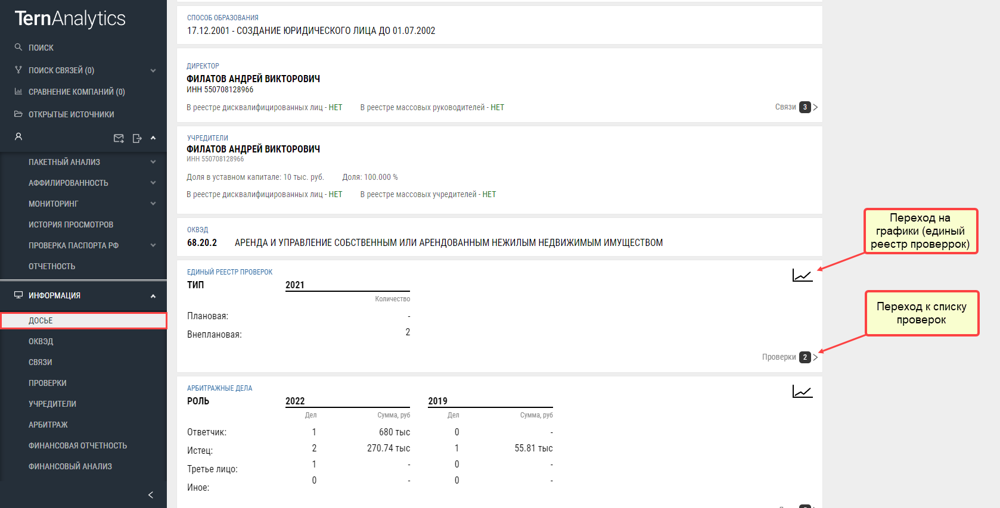 TernAnalytics
ПОИСК
ПОИСК СВЯЗЕЙ (0)
СРАВНЕНИЕ КОМПАНИЙ (0)
ОТКРЫТЫЕ ИСТОЧНИКИ
ПАКЕТНЫЙ АНАЛИЗ
АФФИЛИРОВАННОСТЬ
МОНИТОРИНГ
ИСТОРИЯ ПРОСМОТРОВ
ПРОВЕРКА ПАСПОРТА РФ
ОТЧЕТНОСТЬ
ИНФОРМАЦИЯ
ДОСЬЕ
ОКВЭД
СВЯЗИ
ПРОВЕРКИ
УЧРЕДИТЕЛИ
АРБИТРАЖ
ФИНАНСОВАЯ ОТЧЕТНОСТЬ
ФИНАНСОВЫЙ АНАЛИЗ
СПОСОБ ОБРАЗОВАНИЯ
17.12.2001 - СОЗДАНИЕ ЮРИДИЧЕСКОГО ЛИЦА ДО 01.07.2002
ДИРЕКТОР
ФИЛАТОВ АНДРЕЙ ВИКТОРОВИЧ
ИНН 550708128966
В реестре дисквалифицированных лиц - НЕТ В реестре массовых руководителей - НЕТ
Связи 3
УЧРЕДИТЕЛИ
ФИЛАТОВ АНДРЕЙ ВИКТОРОВИЧ
ИНН 550708128966
Доля в уставном капитале: 10 тыс. руб. Доля: 100.000 %
В реестре дисквалифицированных лиц - НЕТ В реестре массовых учредителей - НЕТ
ОКВЭД
68.20.2 АРЕНДА И УПРАВЛЕНИЕ СОБСТВЕННЫМ ИЛИ АРЕНДОВАННЫМ НЕЖИЛЫМ НЕДВИЖИМЫМ ИМУЩЕСТВОМ
ЕДИНЫЙ РЕЕСТР ПРОВЕРОК
ТИП 2021
Количество
Плановая: -
Внеплановая: 2
Проверки 2
АРБИТРАЖНЫЕ ДЕЛА
РОЛЬ 2022 2019
Дел Сумма, руб Дел Сумма, руб
Ответчик: 1 680 тыс 0 -
Истец: 2 270.74 тыс 1 55.81 тыс
Третье лицо: 1 - 0 -
Иное: 0 - 0 -
Переход на
графики (единый
реестр проверрок)
Переход к списку
проверок